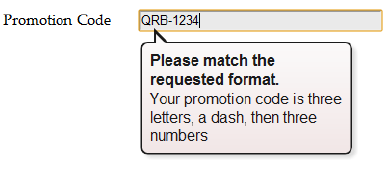 Promotion Code QRB-1234
Please match the
requested format.
Your promotion code is three
letters, a dash, then three
numbers